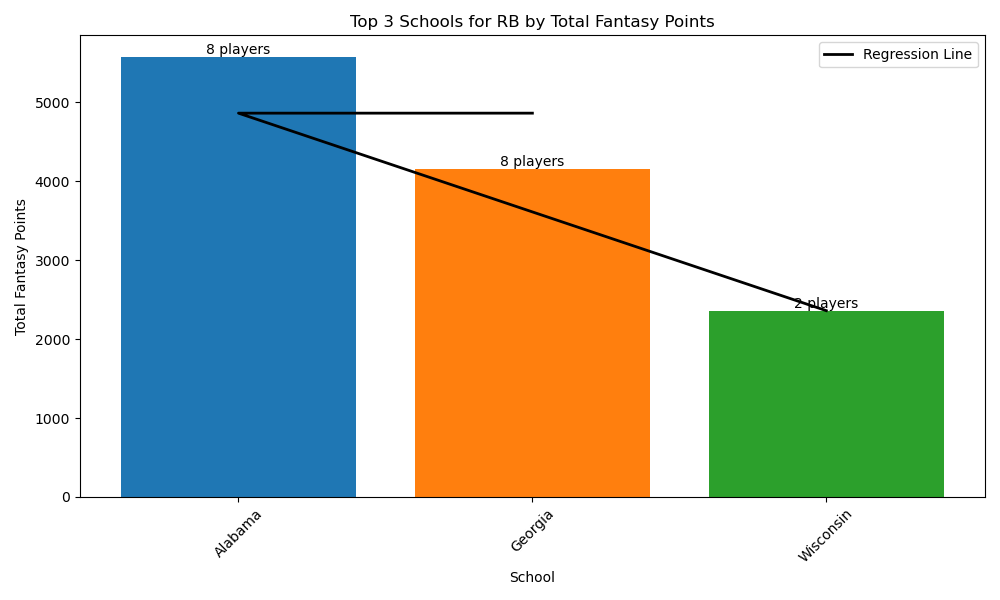 Top 3 Schools for RB by Total Fantasy Points
Regression Line
8 players
8 players
2 players
Total Fantasy Points
5000
4000
3000
2000
1000
0
Alabama
Georgia
Wisconsin
School